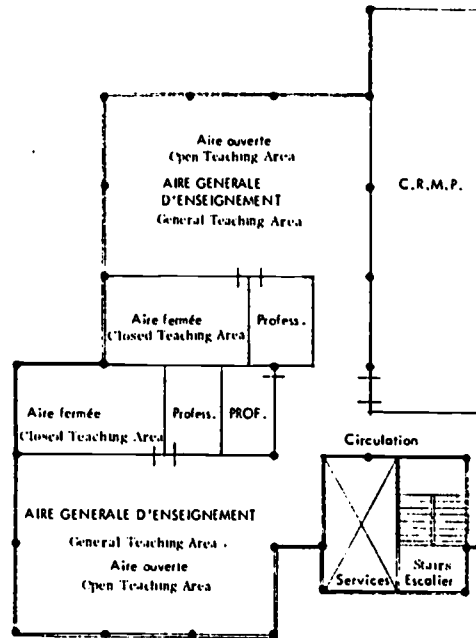 Aire ouverte
Open Teaching Area
AIRE GENERALE
D'ENSEIGNEMENT
General Teaching Area
C.R.M.P.
Aire fermée
Closed Teaching Area
Profess.
Aire fermée
Closed Teaching Area
Profess.
PROF.
Circulation
AIRE GENERALE D'ENSEIGNEMENT
General Teaching Area
Aire ouverte
Open Teaching Area
Services
Stairs
Escalier